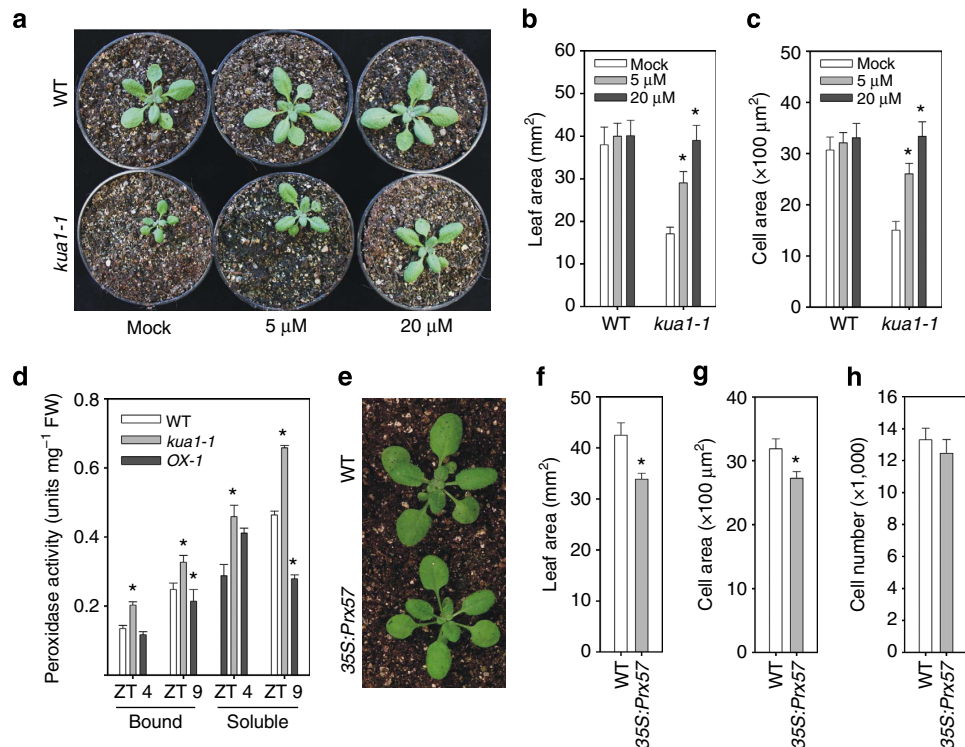 a
WT
kua1-1
Mock
5 µM
20 µM
b
Leaf area (mm²)
60
50
40
30
20
10
0
Mock
5 µM
20 µM
*
*
WT
kua1-1
c
Cell area (×100 µm²)
50
40
30
20
10
0
Mock
5 µM
20 µM
*
*
WT
kua1-1
d
Peroxidase activity (units mg⁻¹ FW)
0.8
0.6
0.4
0.2
WT
kua1-1
OX-1
*
*
*
*
*
*
ZT 4
ZT 9
ZT 4
ZT 9
Bound
Soluble
e
WT
35S:Prx57
f
Leaf area (mm²)
50
40
30
20
10
0
*
WT
35S:Prx57
g
Cell area (×100 µm²)
40
30
20
10
0
*
WT
35S:Prx57
h
Cell number (×1,000)
16
14
12
10
8
6
4
2
0
WT
35S:Prx57